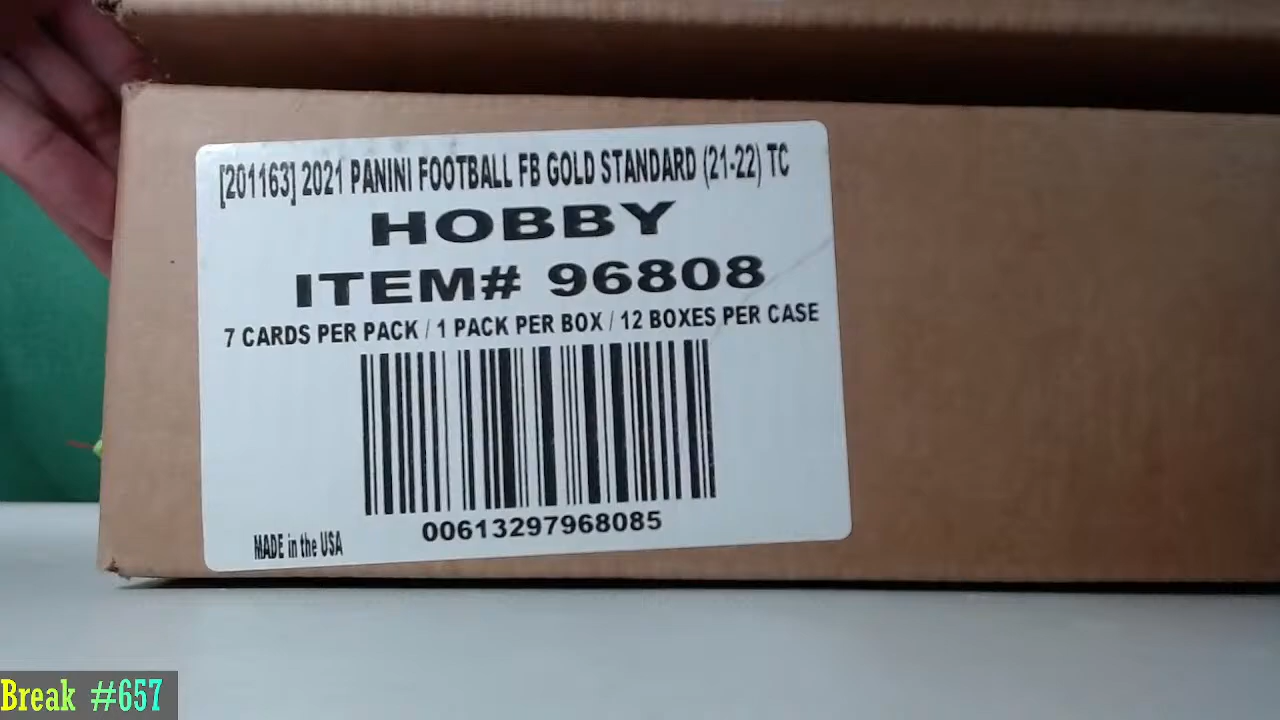 [201163] 2021 PANINI FOOTBALL FB GOLD STANDARD (21-22) TC
HOBBY
ITEM# 96808
7 CARDS PER PACK / 1 PACK PER BOX / 12 BOXES PER CASE
00613297968085
MADE in the USA
Break #657